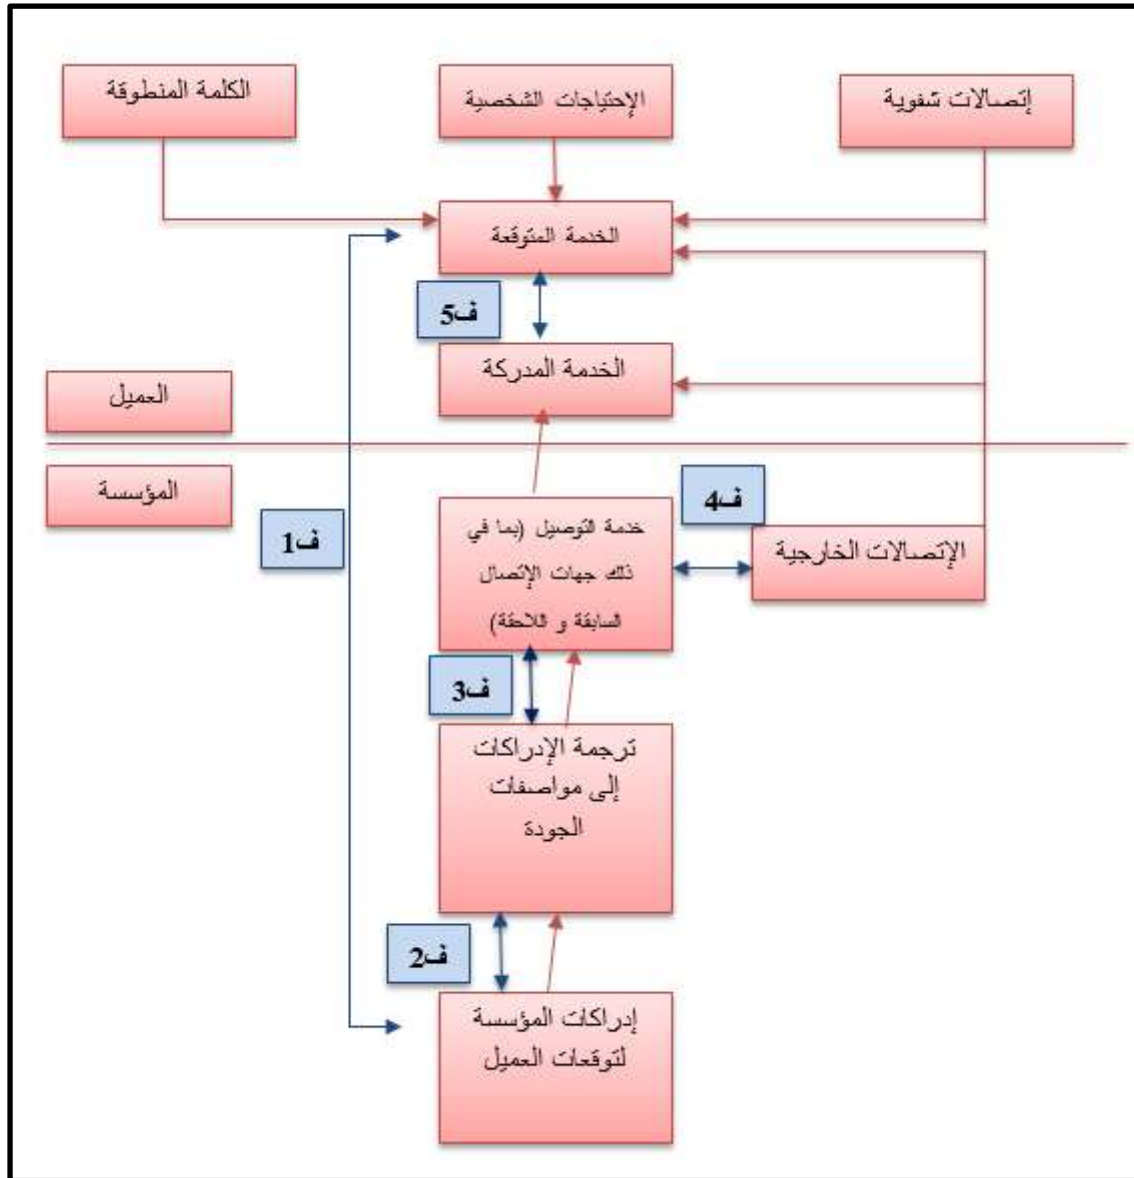 إتصالات شفوية
الإحتياجات الشخصية
الكلمة المنطوقة
الخدمة المتوقعة
ف5
الخدمة المدركة
العميل
المؤسسة
ف1
ف4
خدمة التوصيل (بما في
ذلك جهات الإتصال
السابقة و اللاحقة)
الإتصالات الخارجية
ف3
ترجمة الإدراكات
إلى مواصفات
الجودة
ف2
إدراكات المؤسسة
لتوقعات العميل